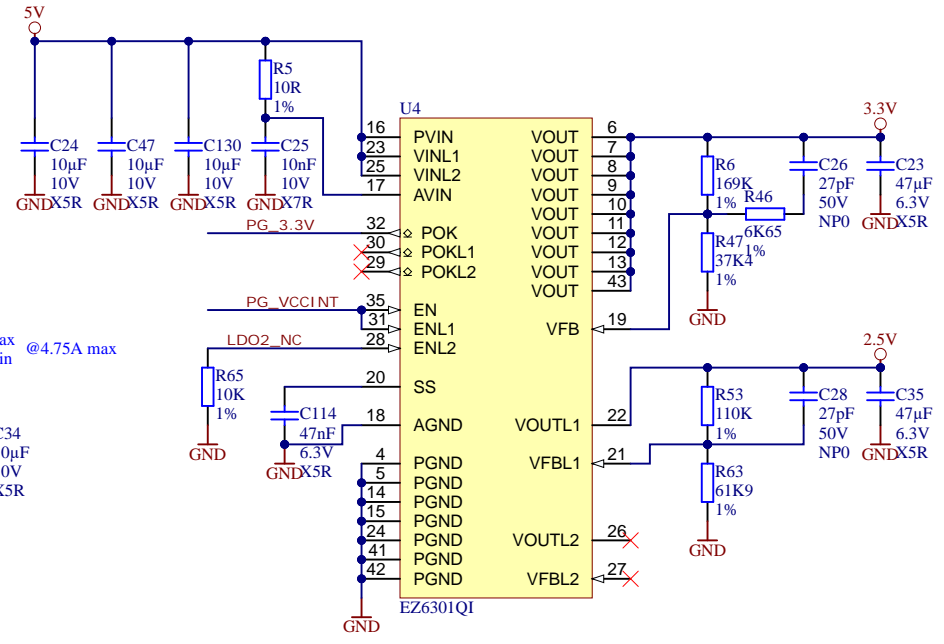 5V
R5
10R
1%
C24
10µF
10V
X5R
C47
10µF
10V
X5R
C130
10µF
10V
X5R
C25
10nF
10V
X7R
GND
GND
GND
GND
U4
16
23
25
17
32
30
29
35
31
28
20
18
4
5
14
15
24
41
42
PVIN
VINL1
VINL2
AVIN
POK
POKL1
POKL2
EN
ENL1
ENL2
SS
AGND
PGND
PGND
PGND
PGND
PGND
PGND
PGND
VOUT
VOUT
VOUT
VOUT
VOUT
VOUT
VOUT
VOUT
VOUT
VFB
VOUTL1
VFBL1
VOUTL2
VFBL2
6
7
8
9
10
11
12
13
43
19
22
21
26
27
EZ6301QI
PG_3.3V
PG_VCCINT
LDO2_NC
@4.75A max
R65
10K
1%
GND
C114
47nF
6.3V
X5R
GND
GND
C34
3.3V
R6
169K
1%
R46
6K65
1%
R47
37K4
1%
GND
C26
27pF
50V
NP0
C23
47µF
6.3V
X5R
GND
2.5V
R53
110K
1%
R63
61K9
1%
GND
C28
27pF
50V
NP0
C35
47µF
6.3V
X5R
GND